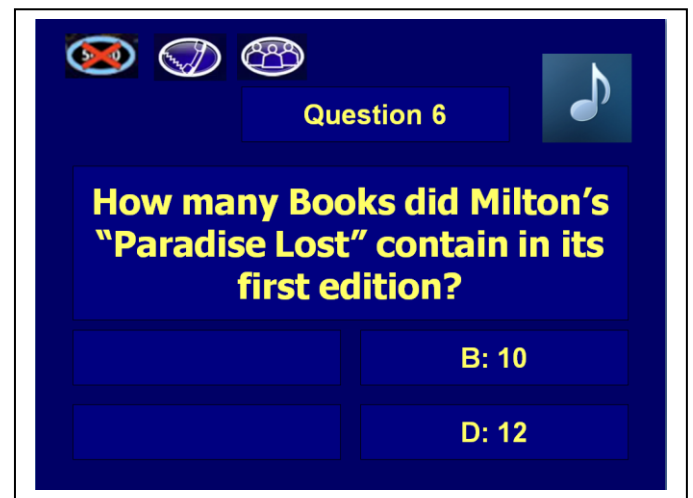 Question 6
How many Books did Milton’s
“Paradise Lost” contain in its
first edition?
B: 10
D: 12